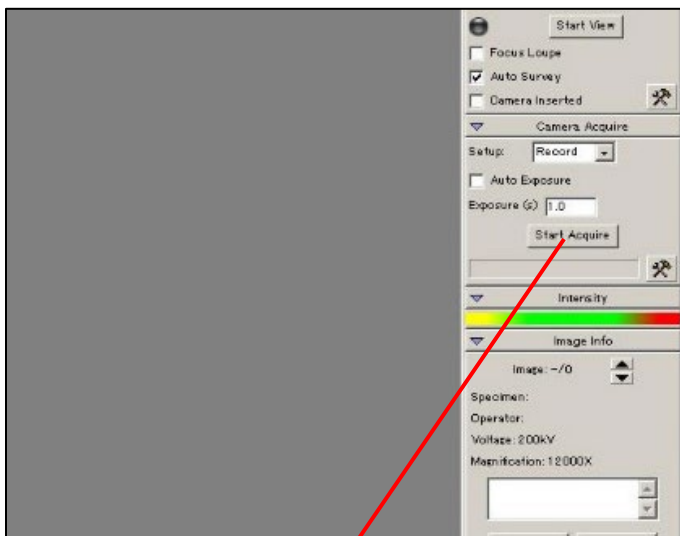 Start View
Focus Loupe
Auto Survey
Camera Inserted
Camera Acquire
Setup: Record
Auto Exposure
Exposure (s) 1.0
Start Acquire
Intensity
Image Info
Image: -/0
Specimen:
Operator:
Voltage: 200kV
Magnification: 12000X